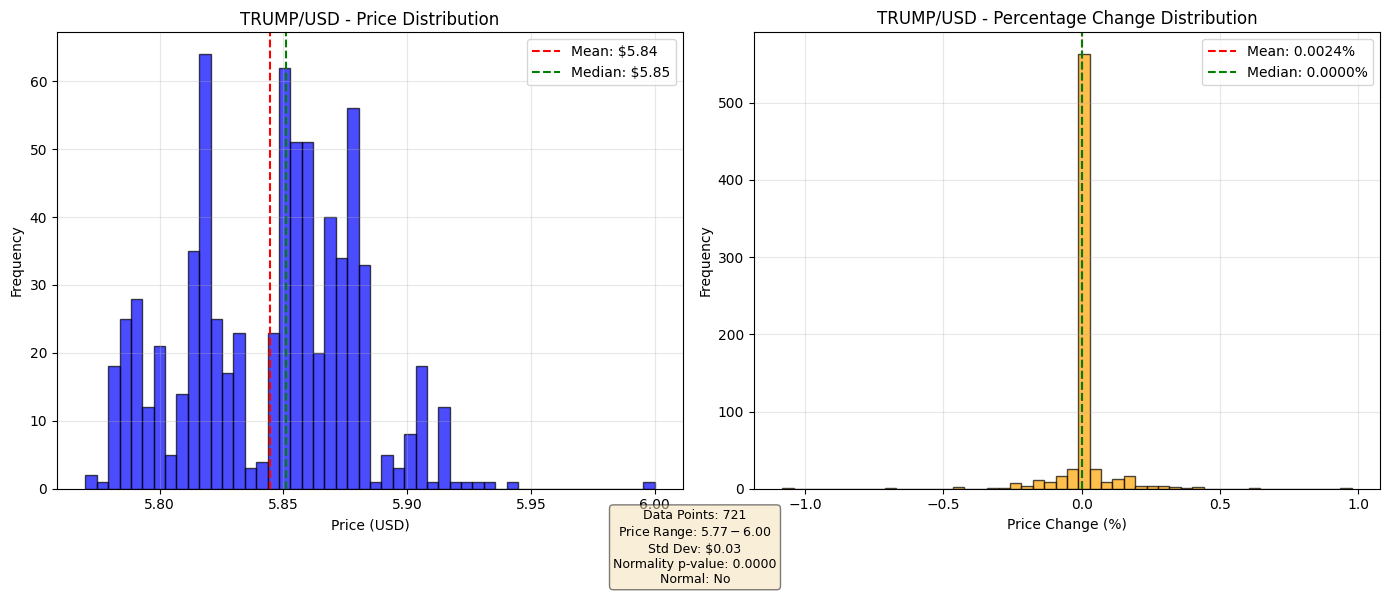 TRUMP/USD - Price Distribution
Mean: $5.84
Median: $5.85
Frequency
60
50
40
30
20
10
0
5.80
5.85
5.90
5.95
6.00
Price (USD)
TRUMP/USD - Percentage Change Distribution
Mean: 0.0024%
Median: 0.0000%
Frequency
500
400
300
200
100
0
−1.0
−0.5
0.0
0.5
1.0
Price Change (%)
Data Points: 721
Price Range: 5.77 − 6.00
Std Dev: $0.03
Normality p-value: 0.0000
Normal: No